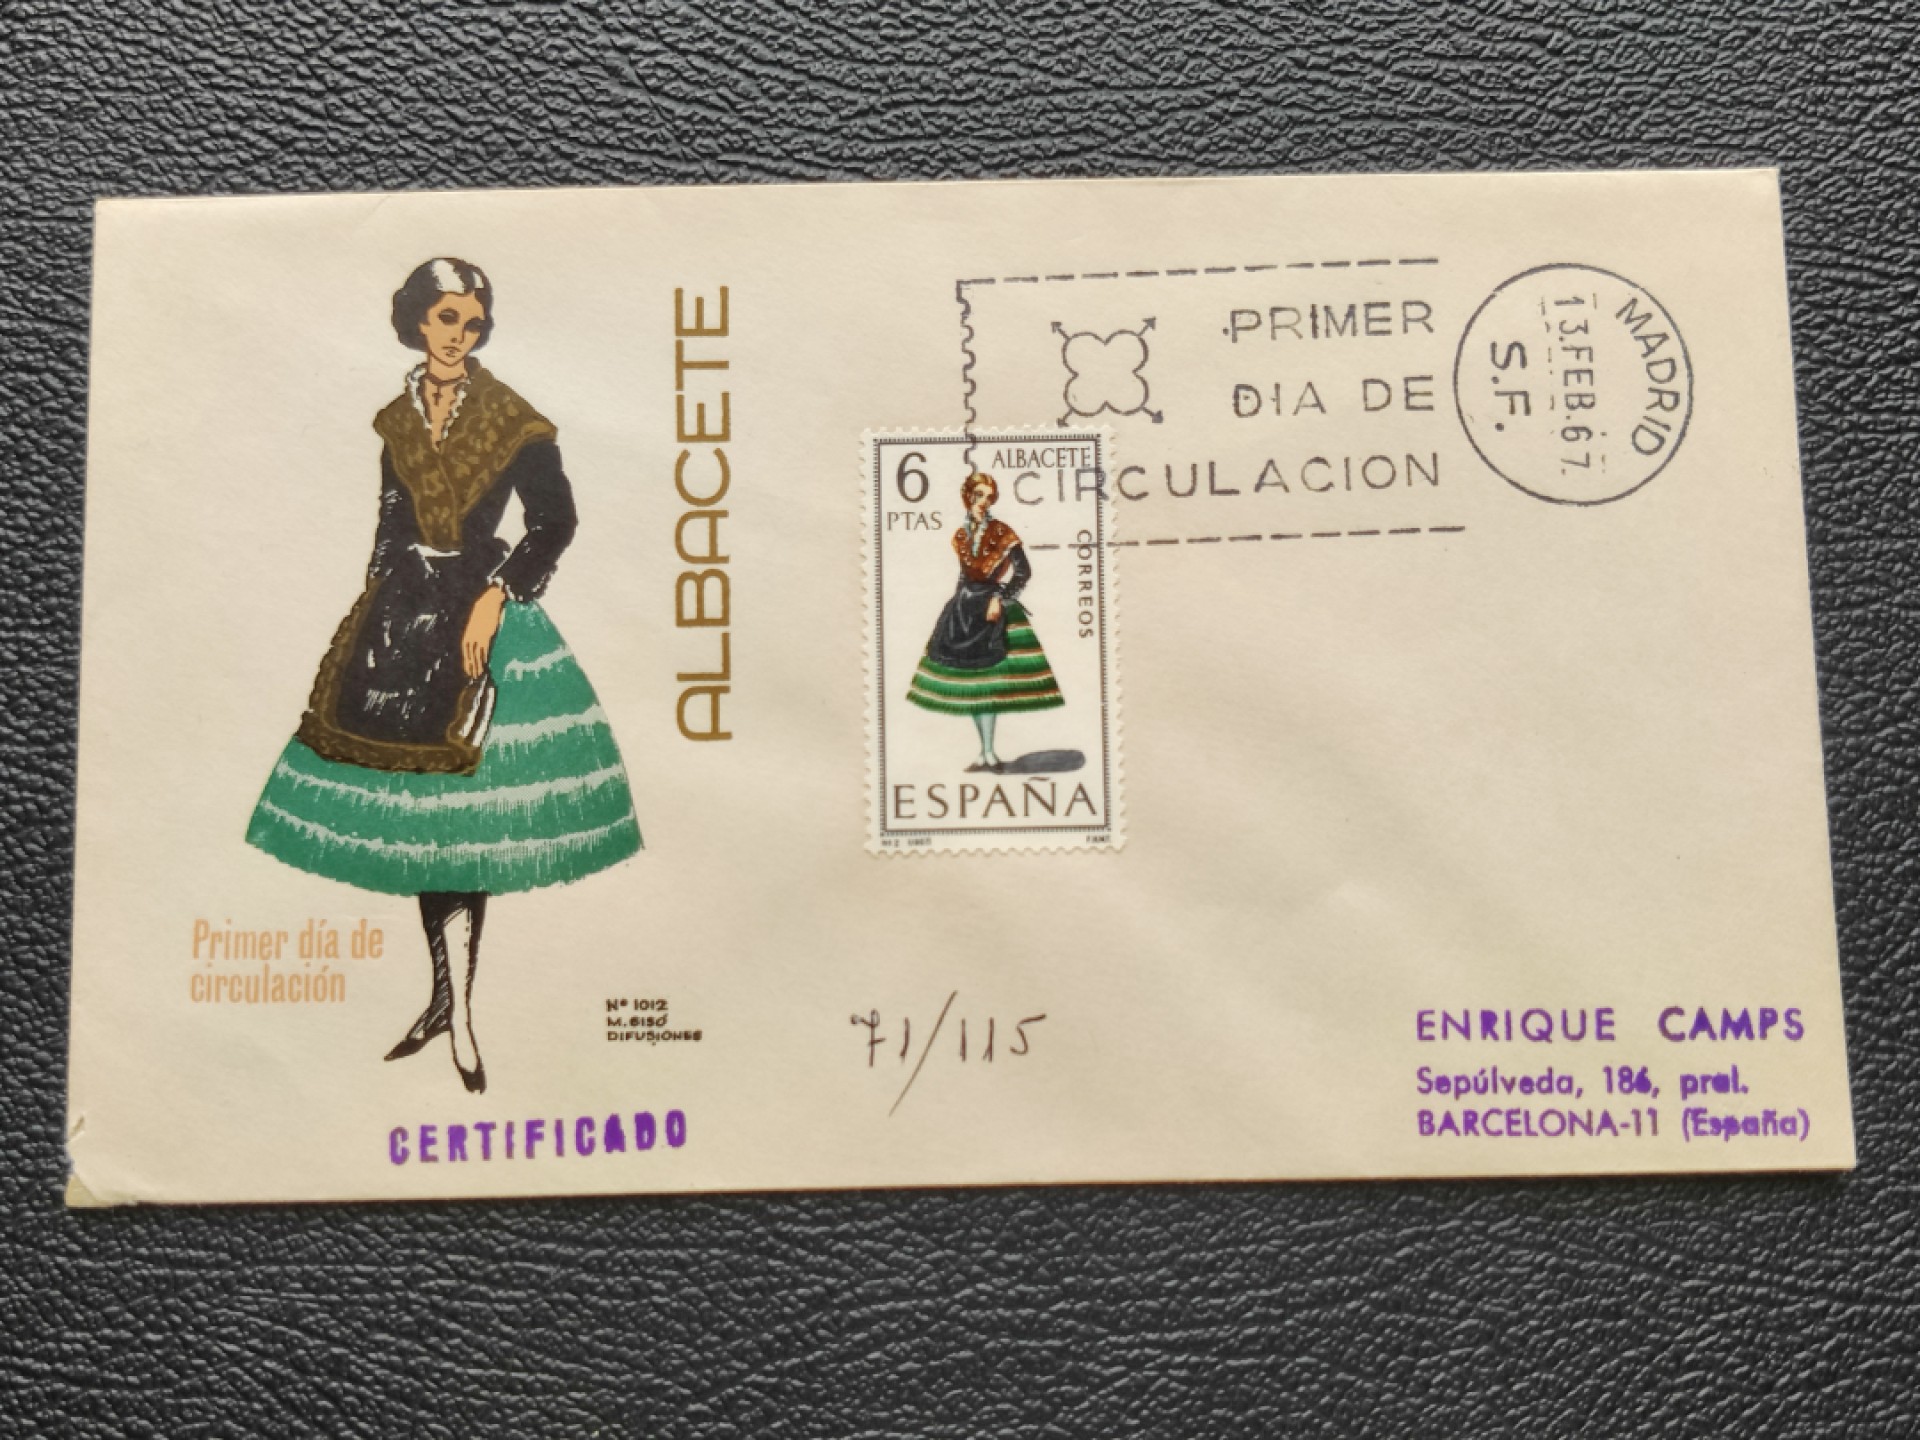 ALBACETE
PRIMER
DIA DE
CIRCULACION
MADRID
13.FEB.67.
S.F.
6
PTAS
ALBACETE
CORREOS
ESPAÑA
Primer día de
circulación
Nº 1012
M. GISÓ
DIFUSIONES
71/115
CERTIFICADO
ENRIQUE CAMPS
Sepúlveda, 186, pral.
BARCELONA-11 (España)